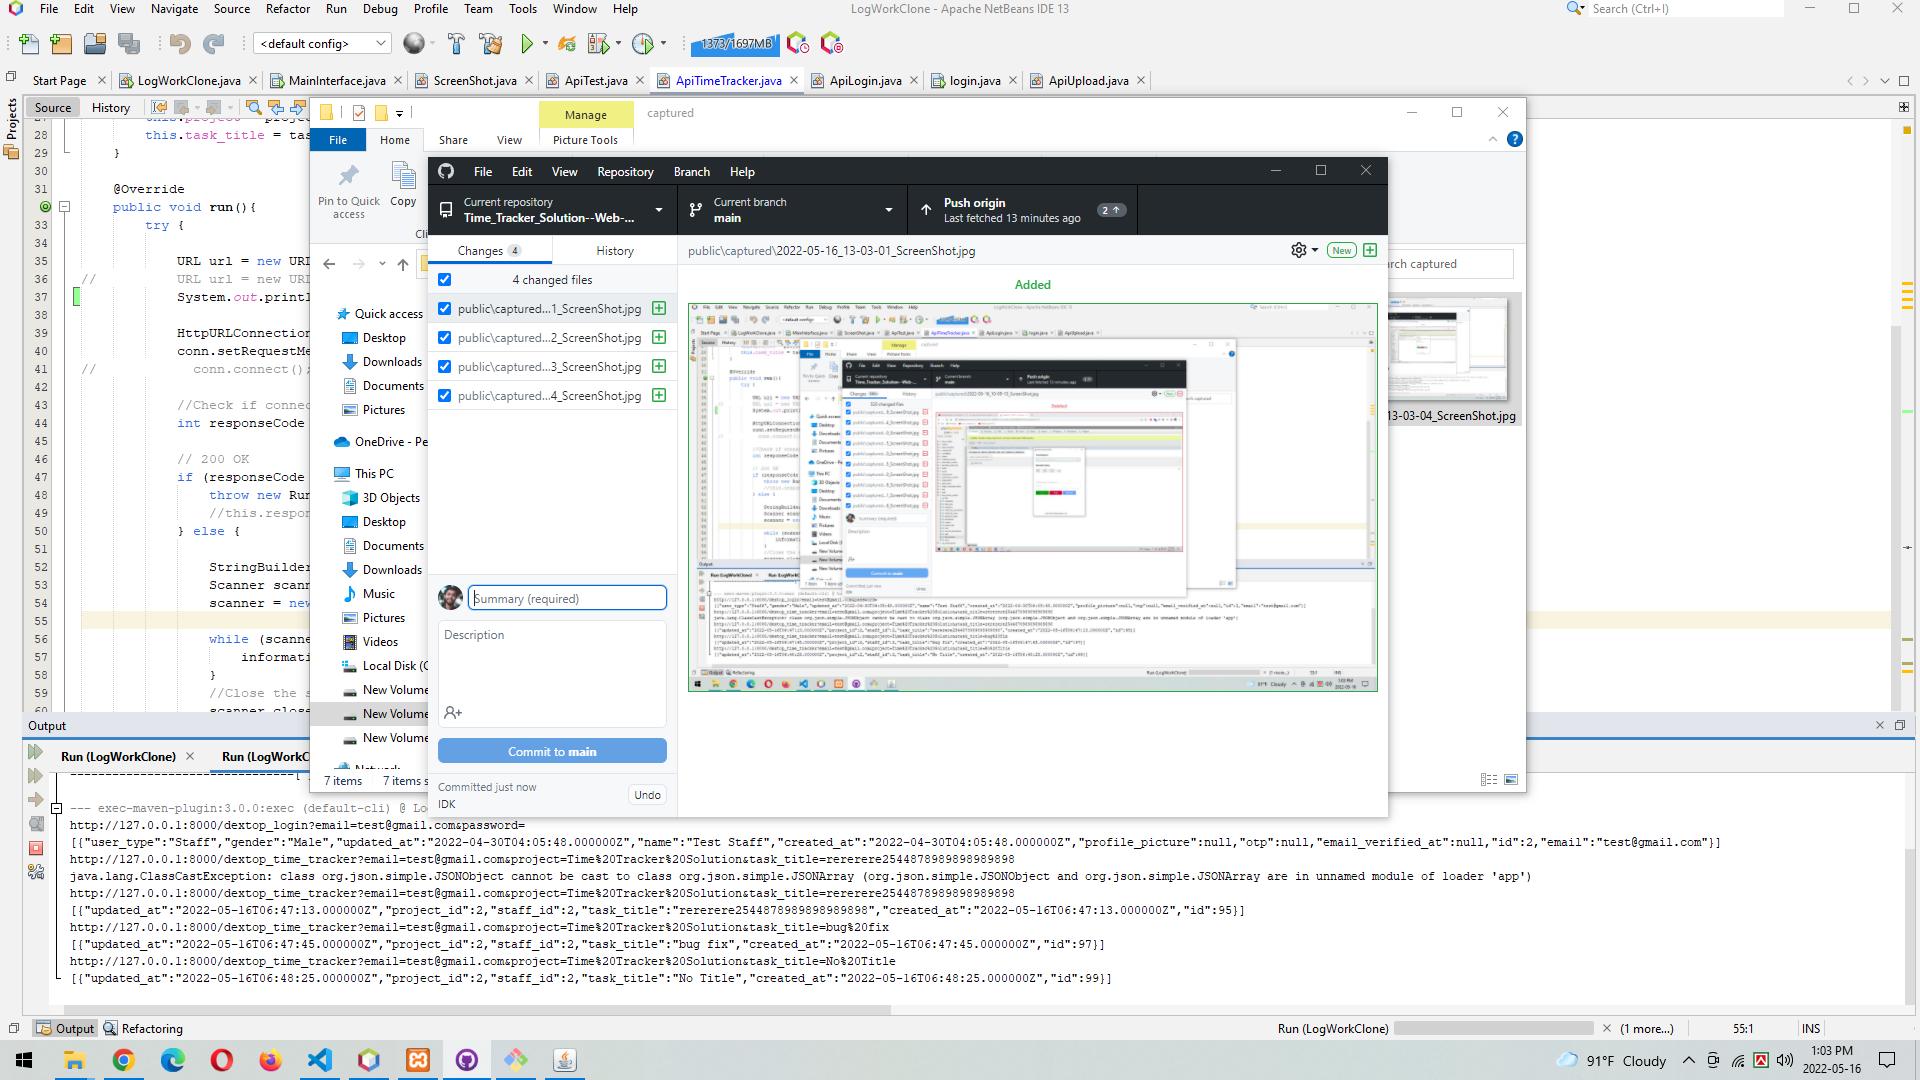 File Edit View Navigate Source Refactor Run Debug Profile Team Tools Window Help
LogWorkClone - Apache NetBeans IDE 13
Search (Ctrl+I)
<default config>
1373/1697MB
Start Page
LogWorkClone.java
MainInterface.java
ScreenShot.java
ApiTest.java
ApiTimeTracker.java
ApiLogin.java
login.java
ApiUpload.java
Projects
Source History
28 this.task_title = tas
29 }
30
31 @Override
public void run(){
33 try {
34
35 URL url = new URI
36 // URL url = new URI
37 System.out.printl
38
39 HttpURLConnection
40 conn.setRequestMe
41 // conn.connect();
42
43 //Check if connec
44 int responseCode
45
46 // 200 OK
47 if (responseCode
48 throw new Run
49 //this.respon
50 } else {
51
52 StringBuilder
53 Scanner scann
54 scanner = new
55
56 while (scanne
57 informati
58 }
59 //Close the s
60 scanner.close
Manage
captured
File Home Share View Picture Tools
Pin to Quick access
Copy
Quick access
Desktop
Downloads
Documents
Pictures
OneDrive - Pe
This PC
3D Objects
Desktop
Documents
Downloads
Music
Pictures
Videos
Local Disk (C
New Volume
New Volume
New Volume
Network
7 items 7 items s
rch captured
13-03-04_ScreenShot.jpg
File Edit View Repository Branch Help
Current repository
Time_Tracker_Solution--Web-...
Current branch
main
Push origin
Last fetched 13 minutes ago
2
Changes 4
History
public\captured\2022-05-16_13-03-01_ScreenShot.jpg
New
4 changed files
Added
public\captured...1_ScreenShot.jpg
public\captured...2_ScreenShot.jpg
public\captured...3_ScreenShot.jpg
public\captured...4_ScreenShot.jpg
Summary (required)
Description
Commit to main
Committed just now
IDK
Undo
Output
Run (LogWorkClone)
Run (LogWorkC
--- exec-maven-plugin:3.0.0:exec (default-cli) @ Lo
http://127.0.0.1:8000/dextop_login?email=test@gmail.com&password=
[{"user_type":"Staff","gender":"Male","updated_at":"2022-04-30T04:05:48.000000Z","name":"Test Staff","created_at":"2022-04-30T04:05:48.000000Z","profile_picture":null,"otp":null,"email_verified_at":null,"id":2,"email":"test@gmail.com"}]
http://127.0.0.1:8000/dextop_time_tracker?email=test@gmail.com&project=Time%20Tracker%20Solution&task_title=rererere2544878989898989898
java.lang.ClassCastException: class org.json.simple.JSONObject cannot be cast to class org.json.simple.JSONArray (org.json.simple.JSONObject and org.json.simple.JSONArray are in unnamed module of loader 'app')
http://127.0.0.1:8000/dextop_time_tracker?email=test@gmail.com&project=Time%20Tracker%20Solution&task_title=rererere2544878989898989898
[{"updated_at":"2022-05-16T06:47:13.000000Z","project_id":2,"staff_id":2,"task_title":"rererere2544878989898989898","created_at":"2022-05-16T06:47:13.000000Z","id":95}]
http://127.0.0.1:8000/dextop_time_tracker?email=test@gmail.com&project=Time%20Tracker%20Solution&task_title=bug%20fix
[{"updated_at":"2022-05-16T06:47:45.000000Z","project_id":2,"staff_id":2,"task_title":"bug fix","created_at":"2022-05-16T06:47:45.000000Z","id":97}]
http://127.0.0.1:8000/dextop_time_tracker?email=test@gmail.com&project=Time%20Tracker%20Solution&task_title=No%20Title
[{"updated_at":"2022-05-16T06:48:25.000000Z","project_id":2,"staff_id":2,"task_title":"No Title","created_at":"2022-05-16T06:48:25.000000Z","id":99}]
Output Refactoring
Run (LogWorkClone)
(1 more...)
55:1 INS
91°F Cloudy
1:03 PM
2022-05-16